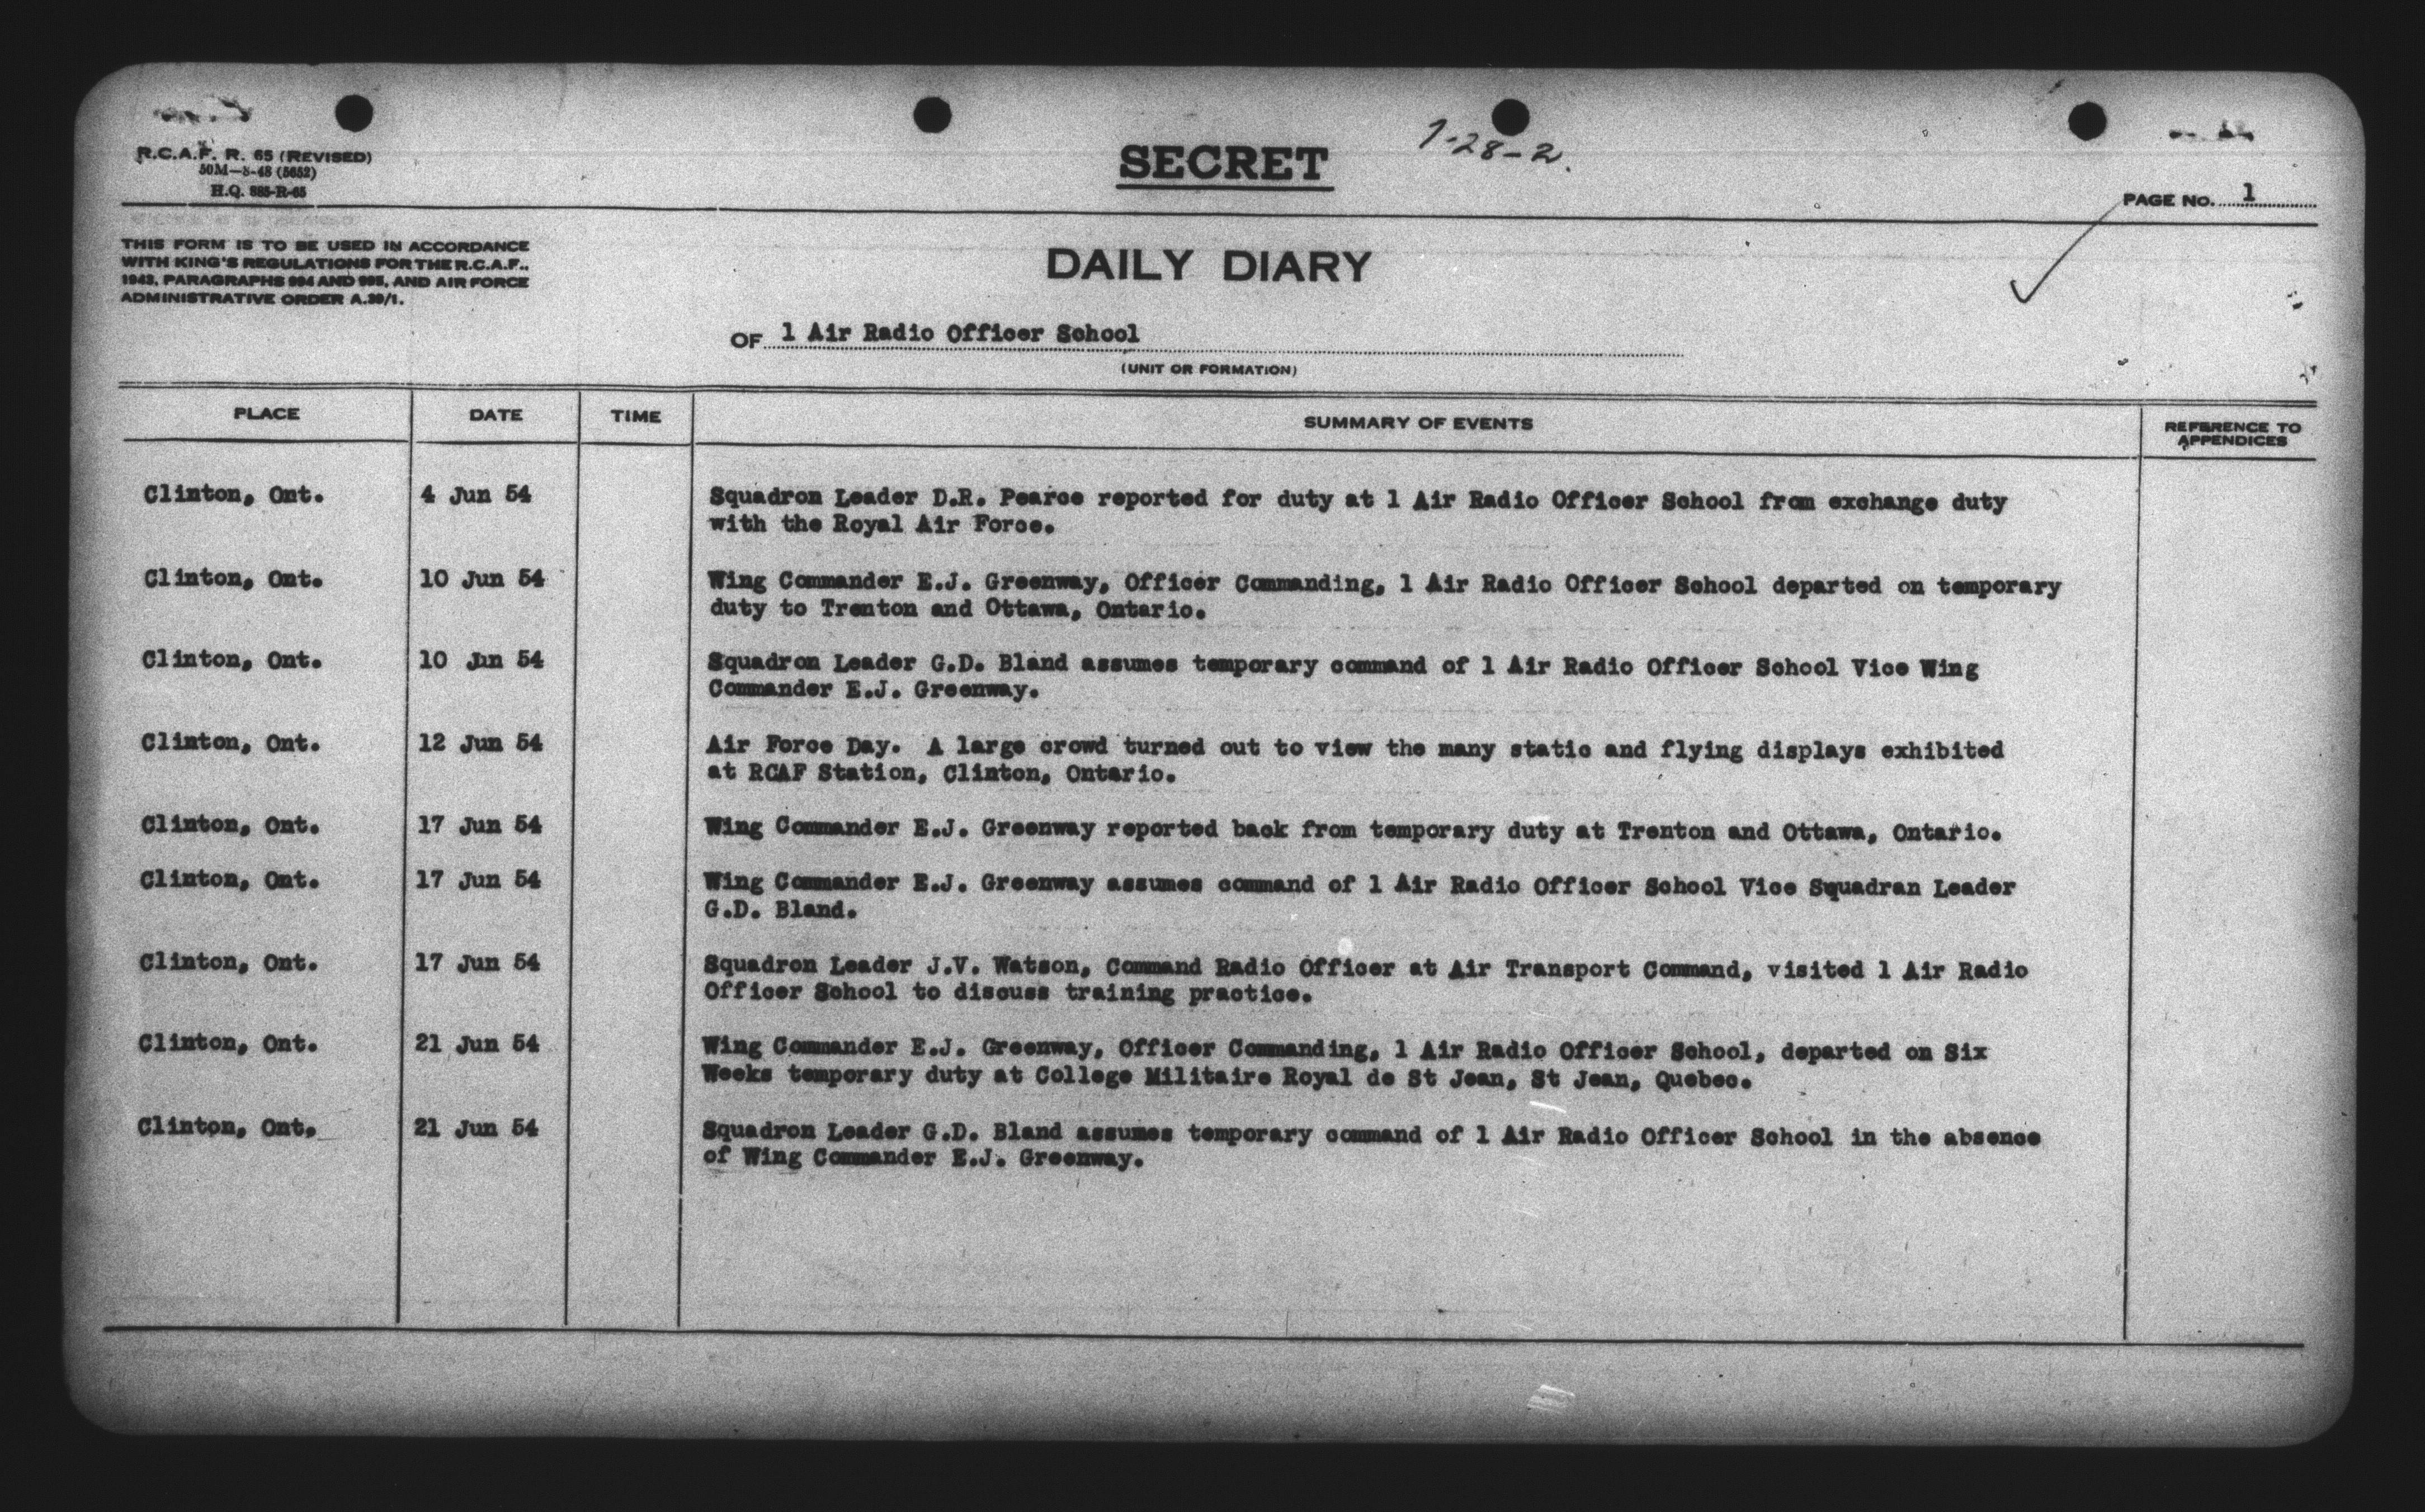 R.C.A.F. R. 65 (REVISED)
50M—8-48 (5652)
H.Q. 885-R-65
SECRET
1-28-2.
PAGE NO. 1
THIS FORM IS TO BE USED IN ACCORDANCE
WITH KING'S REGULATIONS FOR THE R.C.A.F.,
1943, PARAGRAPHS 994 AND 995, AND AIR FORCE
ADMINISTRATIVE ORDER A.39/1.
DAILY DIARY
OF 1 Air Radio Officer School
(UNIT OR FORMATION)
PLACE DATE TIME SUMMARY OF EVENTS REFERENCE TO
APPENDICES
Clinton, Ont. 4 Jun 54 Squadron Leader D.R. Pearce reported for duty at 1 Air Radio Officer School from exchange duty
with the Royal Air Force.
Clinton, Ont. 10 Jun 54 Wing Commander E.J. Greenway, Officer Commanding, 1 Air Radio Officer School departed on temporary
duty to Trenton and Ottawa, Ontario.
Clinton, Ont. 10 Jun 54 Squadron Leader G.D. Bland assumes temporary command of 1 Air Radio Officer School Vice Wing
Commander E.J. Greenway.
Clinton, Ont. 12 Jun 54 Air Force Day. A large crowd turned out to view the many static and flying displays exhibited
at RCAF Station, Clinton, Ontario.
Clinton, Ont. 17 Jun 54 Wing Commander E.J. Greenway reported back from temporary duty at Trenton and Ottawa, Ontario.
Clinton, Ont. 17 Jun 54 Wing Commander E.J. Greenway assumes command of 1 Air Radio Officer School Vice Squadran Leader
G.D. Bland.
Clinton, Ont. 17 Jun 54 Squadron Leader J.V. Watson, Command Radio Officer at Air Transport Command, visited 1 Air Radio
Officer School to discuss training practice.
Clinton, Ont. 21 Jun 54 Wing Commander E.J. Greenway, Officer Commanding, 1 Air Radio Officer School, departed on Six
Weeks temporary duty at College Militaire Royal de St Jean, St Jean, Quebec.
Clinton, Ont. 21 Jun 54 Squadron Leader G.D. Bland assumes temporary command of 1 Air Radio Officer School in the absence
of Wing Commander E.J. Greenway.